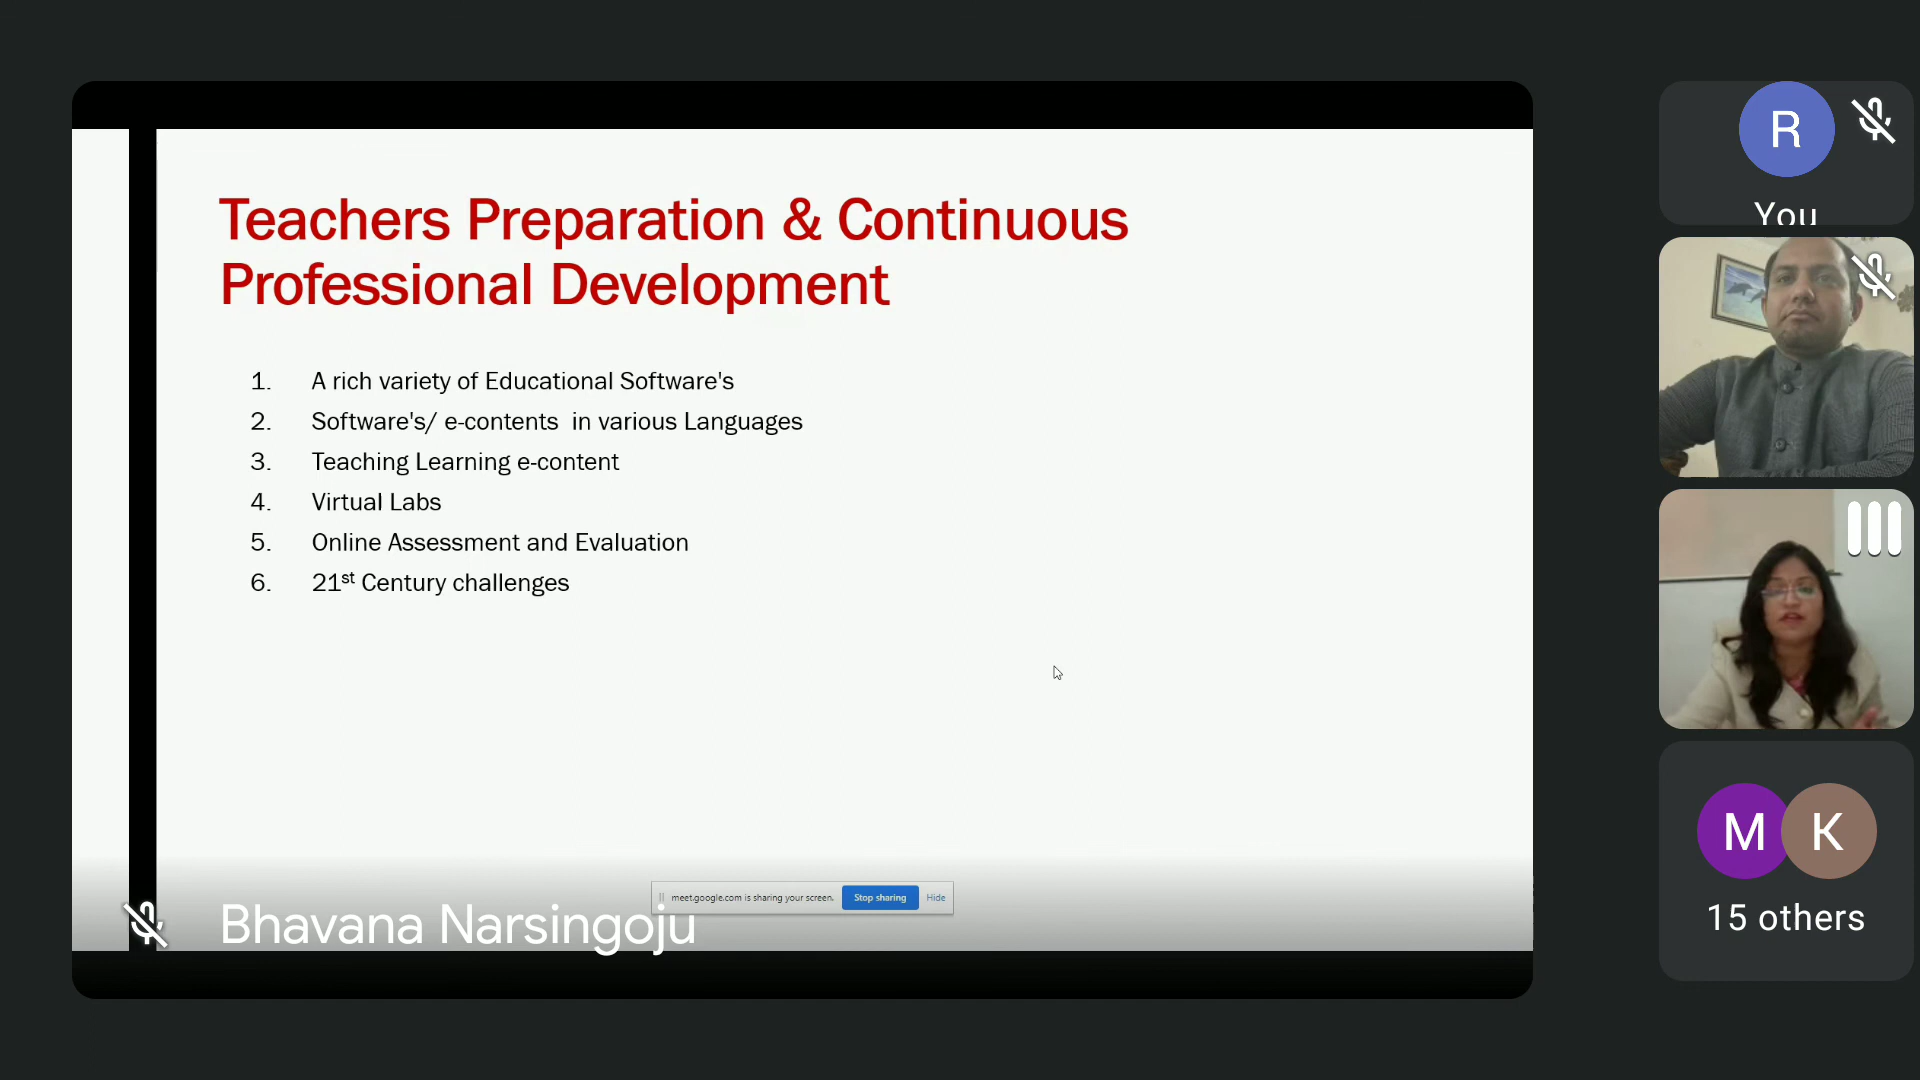 Teachers Preparation & Continuous
Professional Development
1. A rich variety of Educational Software's
2. Software's/ e-contents in various Languages
3. Teaching Learning e-content
4. Virtual Labs
5. Online Assessment and Evaluation
6. 21st Century challenges
meet.google.com is sharing your screen. Stop sharing Hide
Bhavana Narsingoju
R
You
M K
15 others